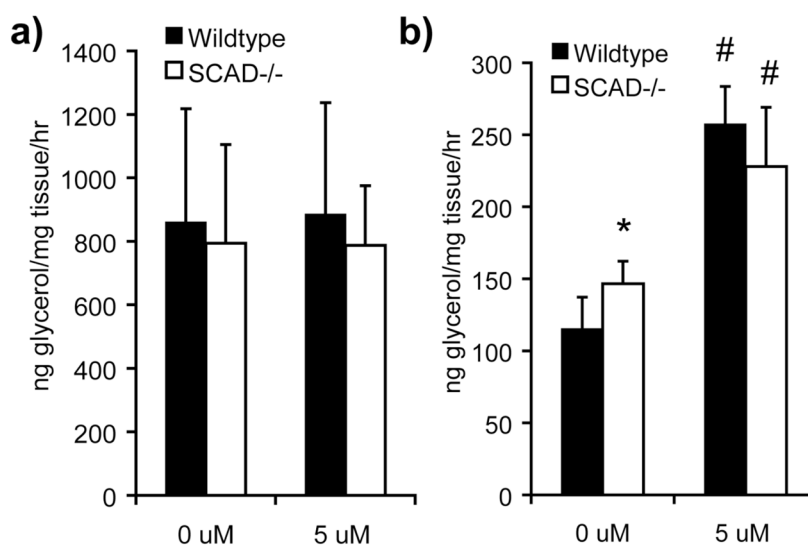 a)
Wildtype
SCAD-/-
ng glycerol/mg tissue/hr
1400
1200
1000
800
600
400
200
0
0 uM
5 uM
b)
Wildtype
SCAD-/-
#
#
*
ng glycerol/mg tissue/hr
300
250
200
150
100
50
0
0 uM
5 uM